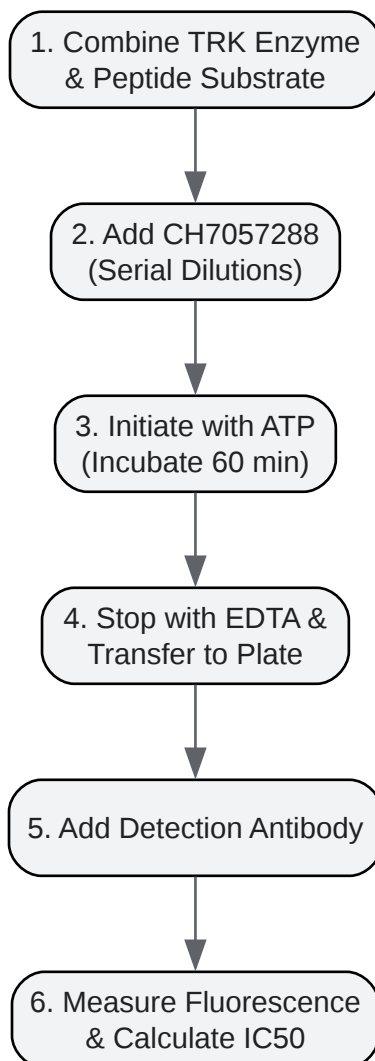 1. Combine TRK Enzyme
& Peptide Substrate
2. Add CH7057288
(Serial Dilutions)
3. Initiate with ATP
(Incubate 60 min)
4. Stop with EDTA &
Transfer to Plate
5. Add Detection Antibody
6. Measure Fluorescence
& Calculate IC50